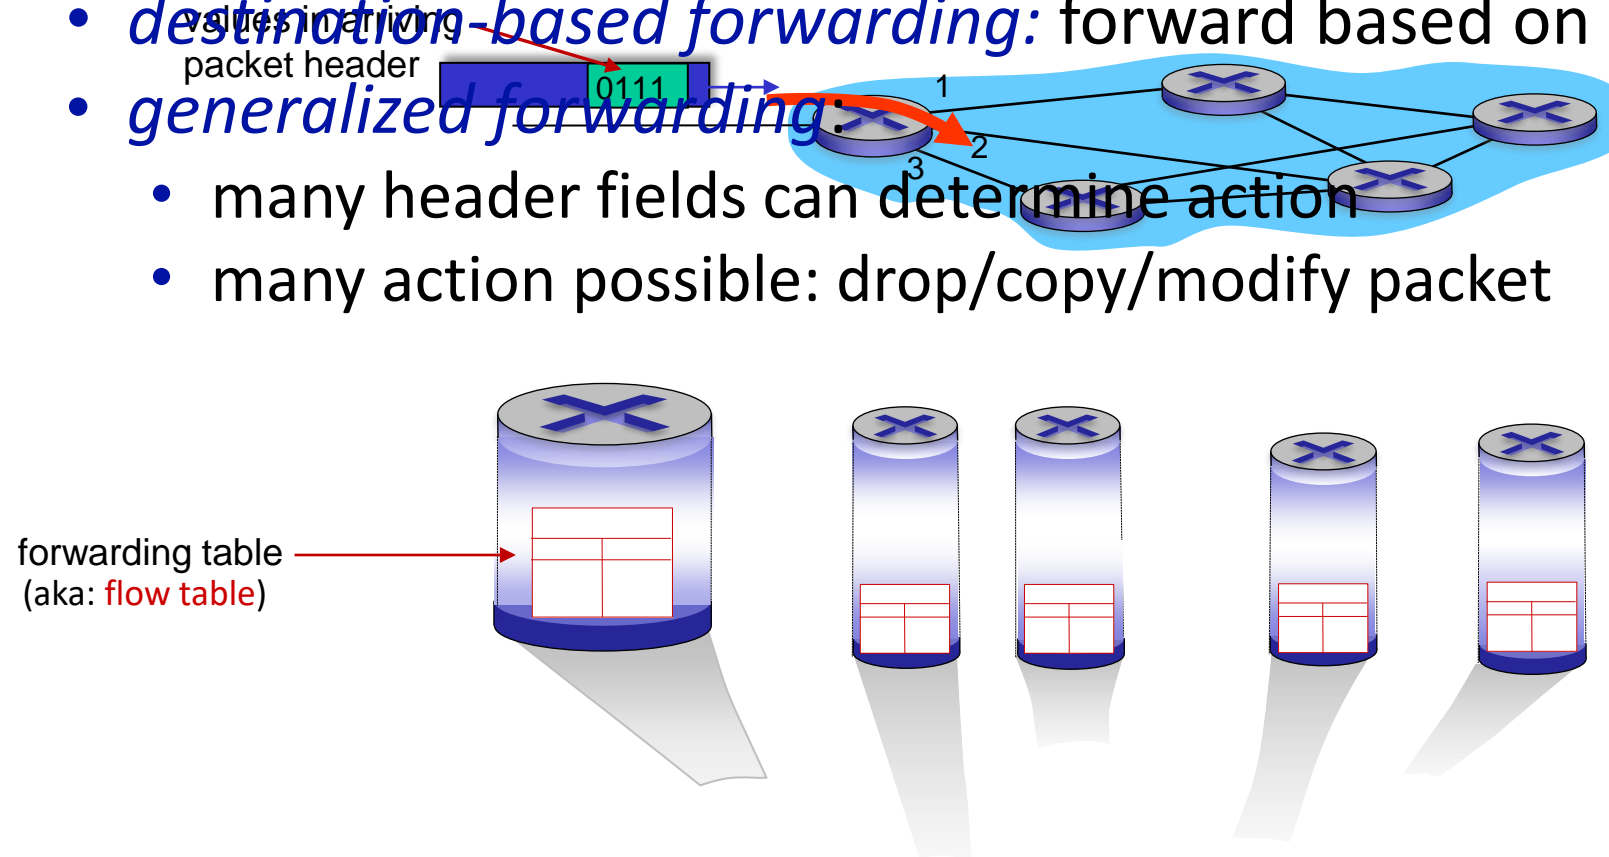 • destination-based forwarding: forward based on
values in arriving
packet header
0111
• generalized forwarding:
1
2
3
• many header fields can determine action
• many action possible: drop/copy/modify packet
forwarding table
(aka: flow table)